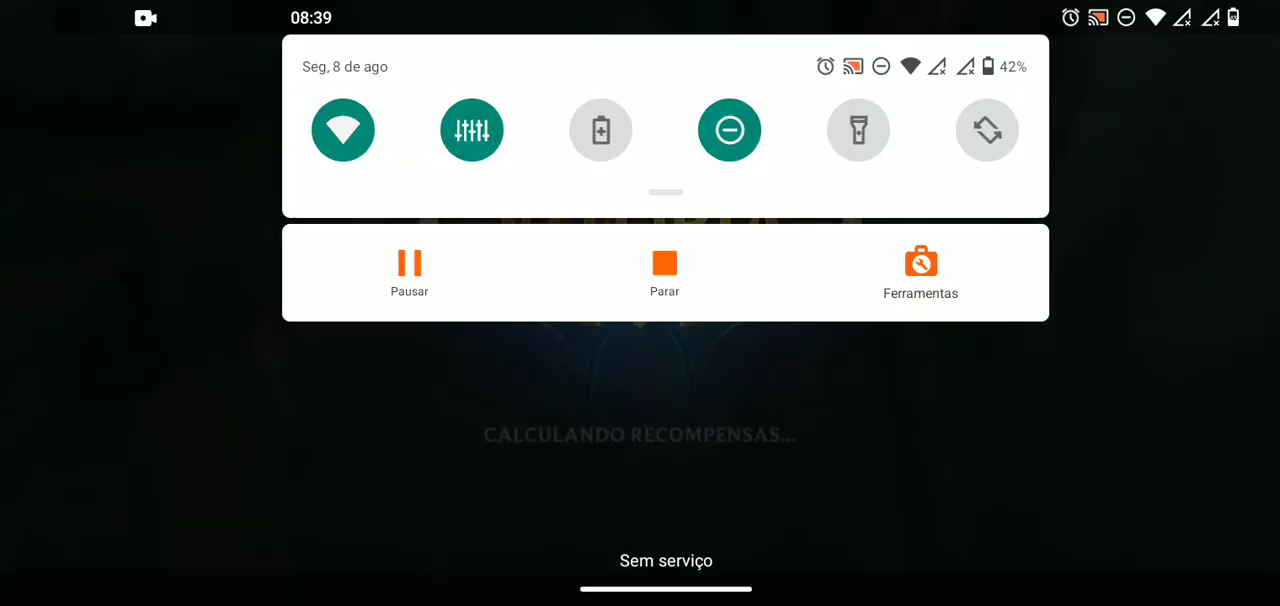 08:39
Seg, 8 de ago
42%
Pausar
Parar
Ferramentas
CALCULANDO RECOMPENSAS...
Sem serviço